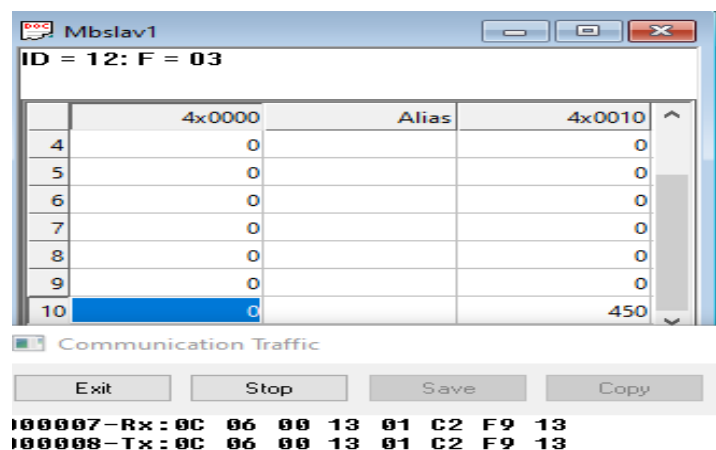 Mbslav1
ID = 12: F = 03
4x0000 Alias 4x0010
4 0 0
5 0 0
6 0 0
7 0 0
8 0 0
9 0 0
10 0 450
Communication Traffic
Exit Stop Save Copy
000007-Rx:0C 06 00 13 01 C2 F9 13
000008-Tx:0C 06 00 13 01 C2 F9 13